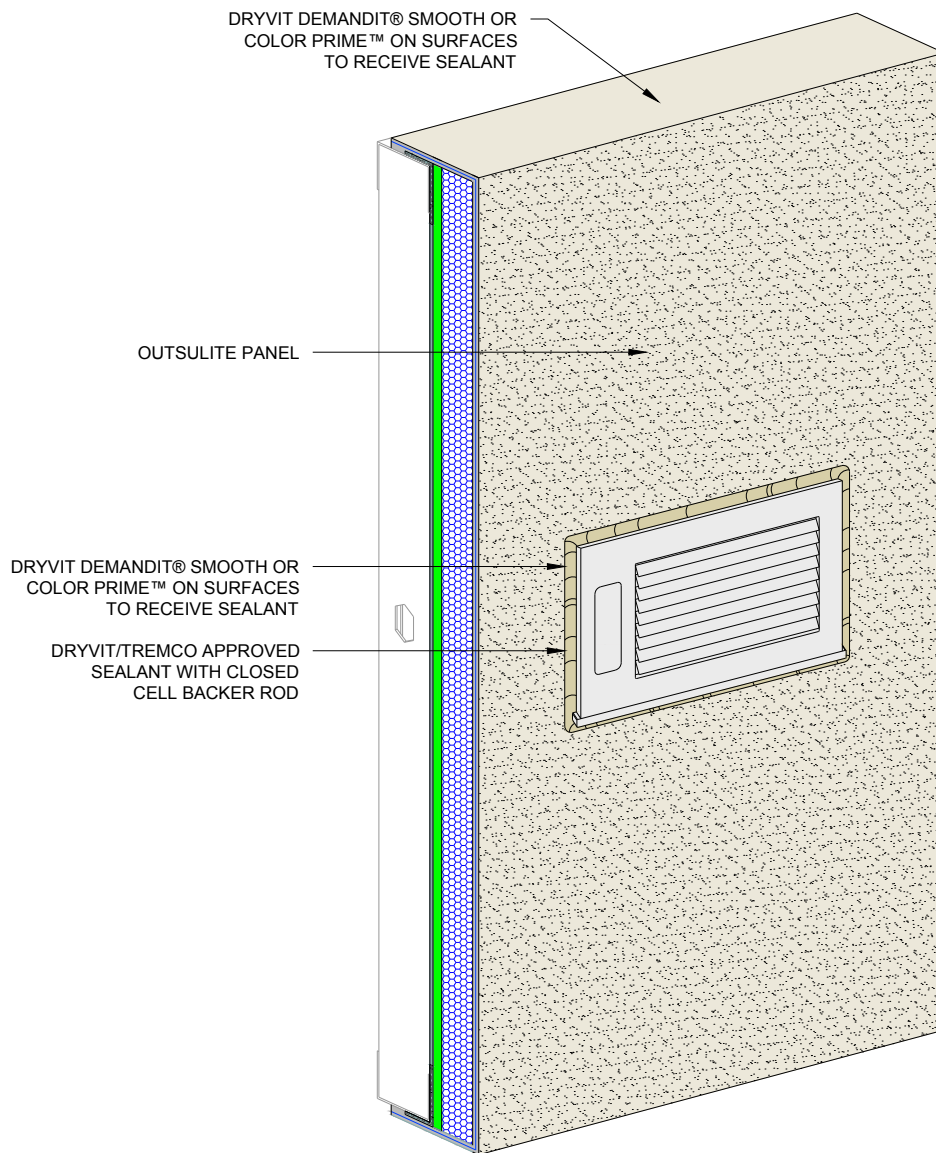 DRYVIT DEMANDIT® SMOOTH OR
COLOR PRIME™ ON SURFACES
TO RECEIVE SEALANT
OUTSULITE PANEL
DRYVIT DEMANDIT® SMOOTH OR
COLOR PRIME™ ON SURFACES
TO RECEIVE SEALANT
DRYVIT/TREMCO APPROVED
SEALANT WITH CLOSED
CELL BACKER ROD